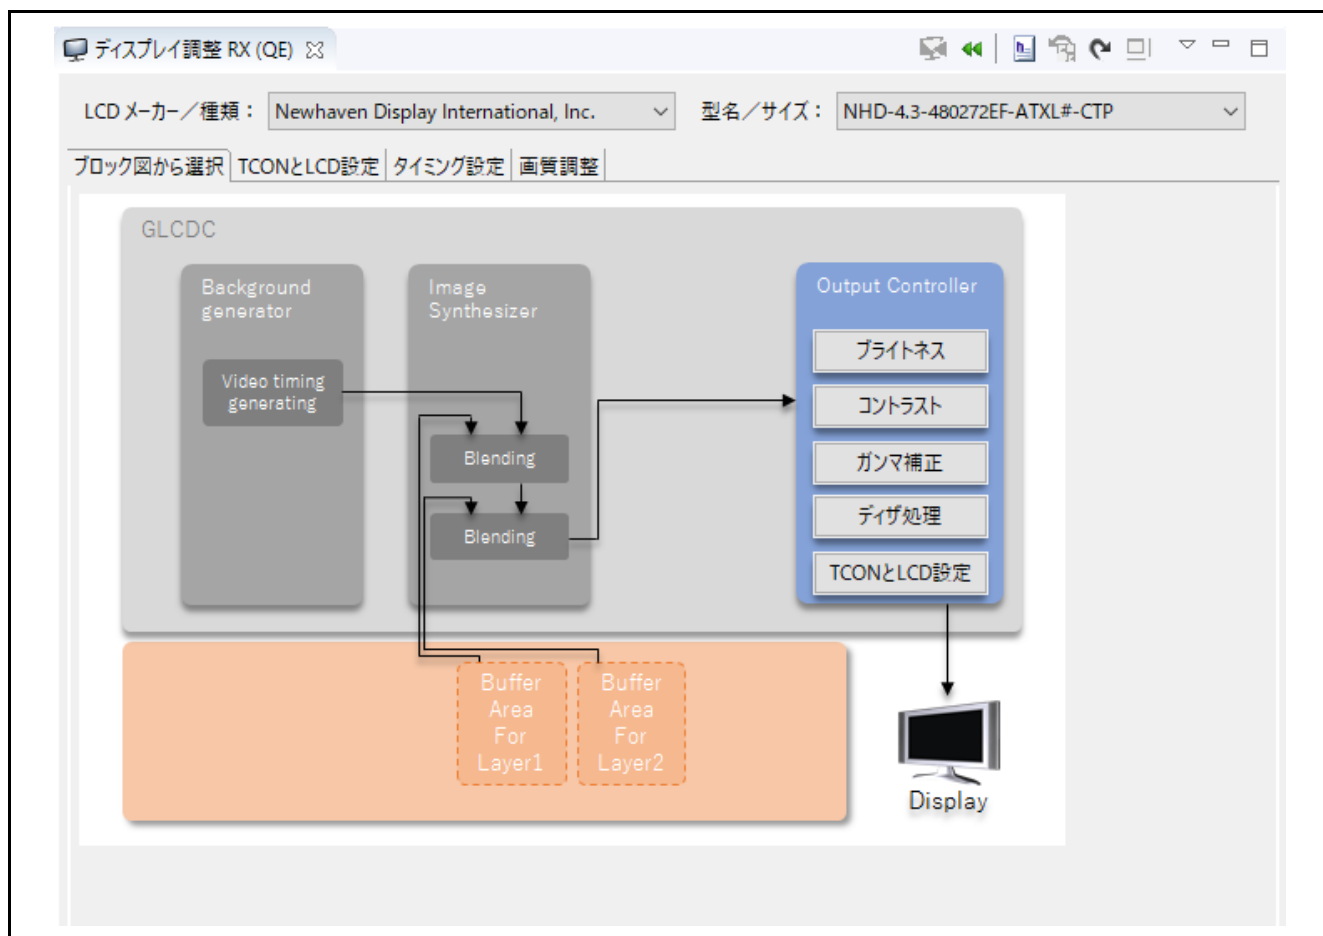 ディスプレイ調整 RX (QE)
LCD メーカー／種類：
Newhaven Display International, Inc.
型名／サイズ：
NHD-4.3-480272EF-ATXL#-CTP
ブロック図から選択
TCONとLCD設定
タイミング設定
画質調整
GLCDC
Background
generator
Video timing
generating
Image
Synthesizer
Blending
Blending
Output Controller
ブライトネス
コントラスト
ガンマ補正
ディザ処理
TCONとLCD設定
Buffer
Area
For
Layer1
Buffer
Area
For
Layer2
Display